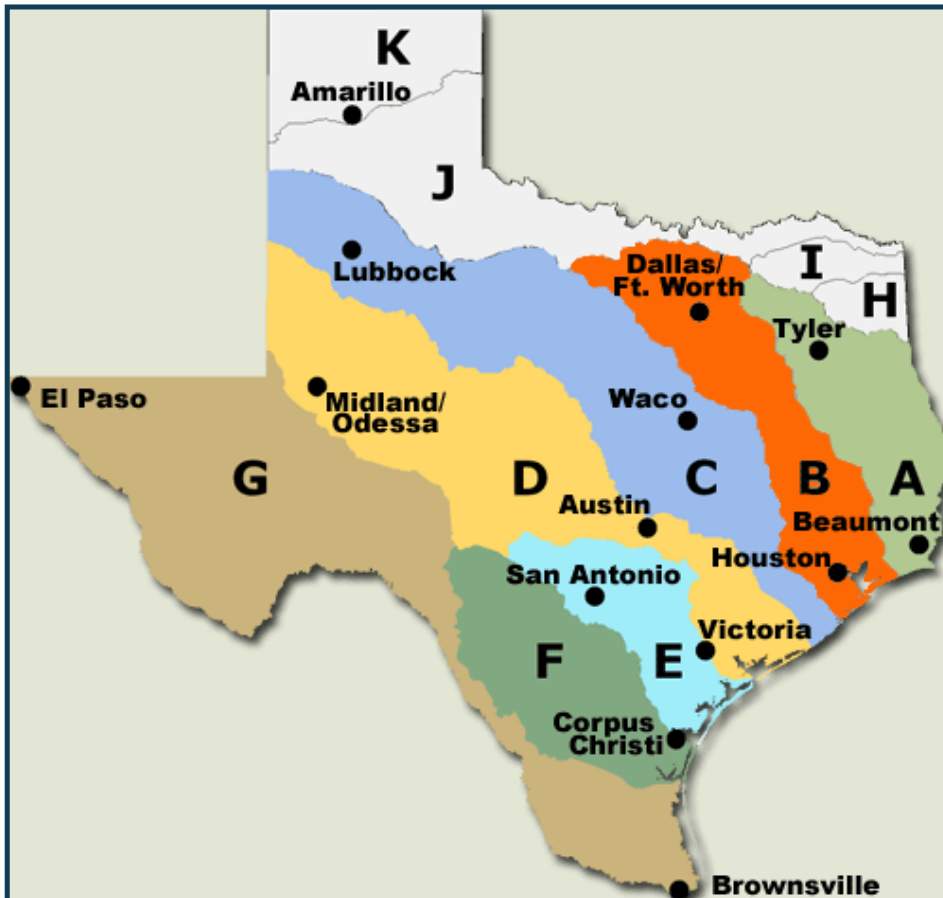 K
Amarillo
J
Lubbock
Dallas/
Ft. Worth
I
H
Tyler
El Paso
Midland/
Odessa
Waco
G
D
C
B
A
Austin
Beaumont
Houston
San Antonio
Victoria
F
E
Corpus
Christi
Brownsville